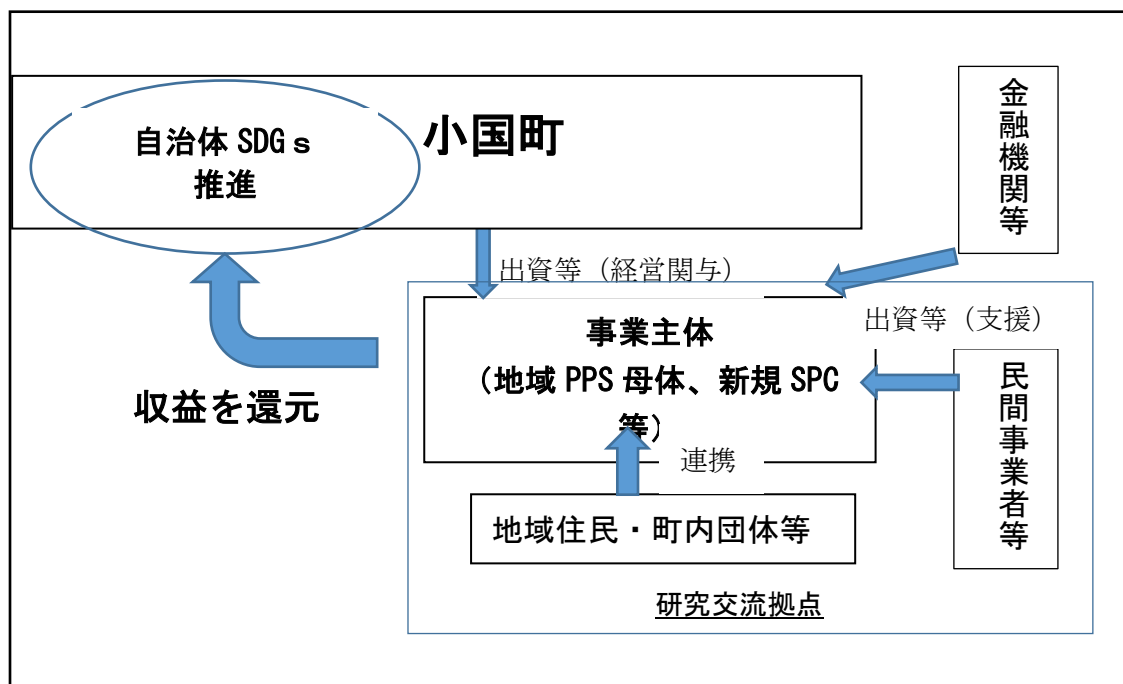 自治体 SDGｓ
推進
小国町
金融機関等
出資等（経営関与）
事業主体
（地域 PPS 母体、新規 SPC
等）
出資等（支援）
収益を還元
連携
民間事業者等
地域住民・町内団体等
研究交流拠点